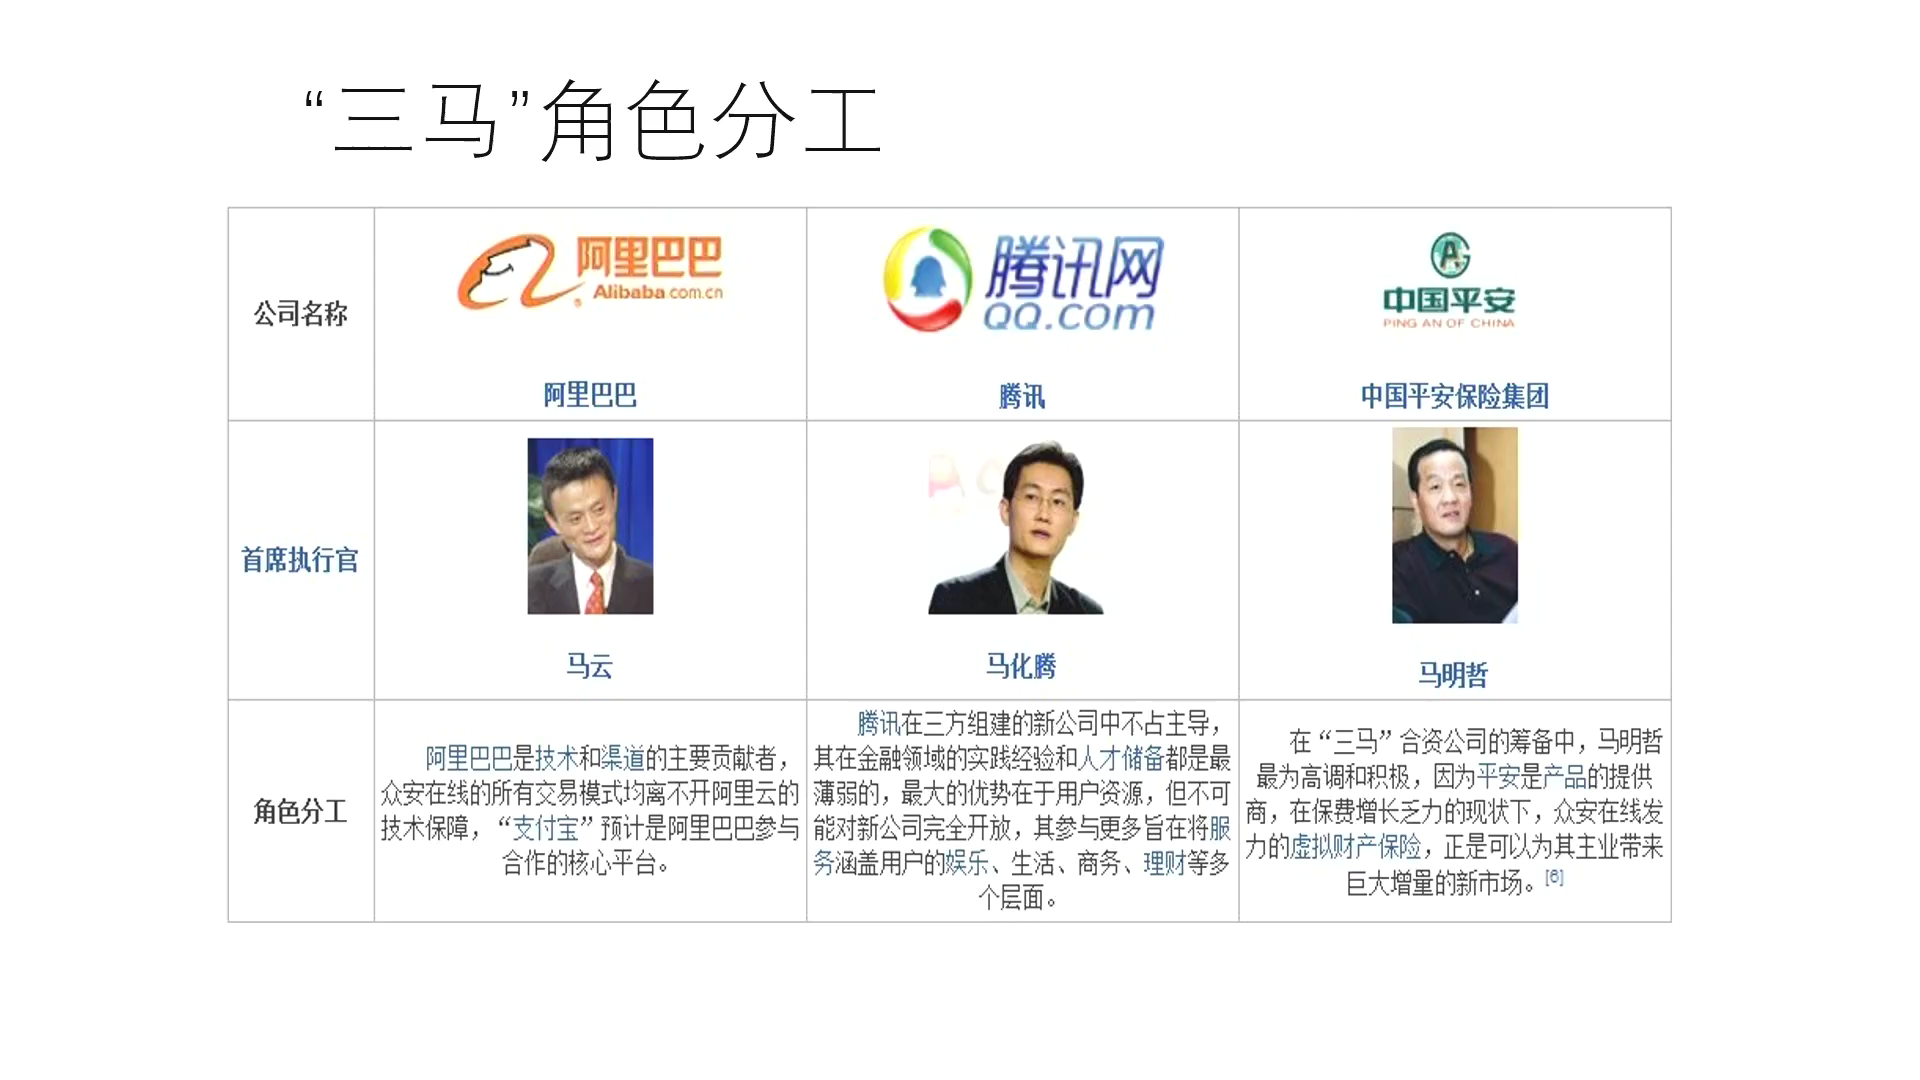 “三马”角色分工
公司名称
阿里巴巴
Alibaba.com.cn
阿里巴巴
腾讯网
QQ.com
腾讯
中国平安
PING AN OF CHINA
中国平安保险集团
首席执行官
马云
马化腾
马明哲
角色分工
阿里巴巴是技术和渠道的主要贡献者，
众安在线的所有交易模式均离不开阿里云的
技术保障，“支付宝”预计是阿里巴巴参与
合作的核心平台。
腾讯在三方组建的新公司中不占主导，
其在金融领域的实践经验和人才储备都是最
薄弱的，最大的优势在于用户资源，但不可
能对新公司完全开放，其参与更多旨在将服
务涵盖用户的娱乐、生活、商务、理财等多
个层面。
在“三马”合资公司的筹备中，马明哲
最为高调和积极，因为平安是产品的提供
商，在保费增长乏力的现状下，众安在线发
力的虚拟财产保险，正是可以为其主业带来
巨大增量的新市场。[6]